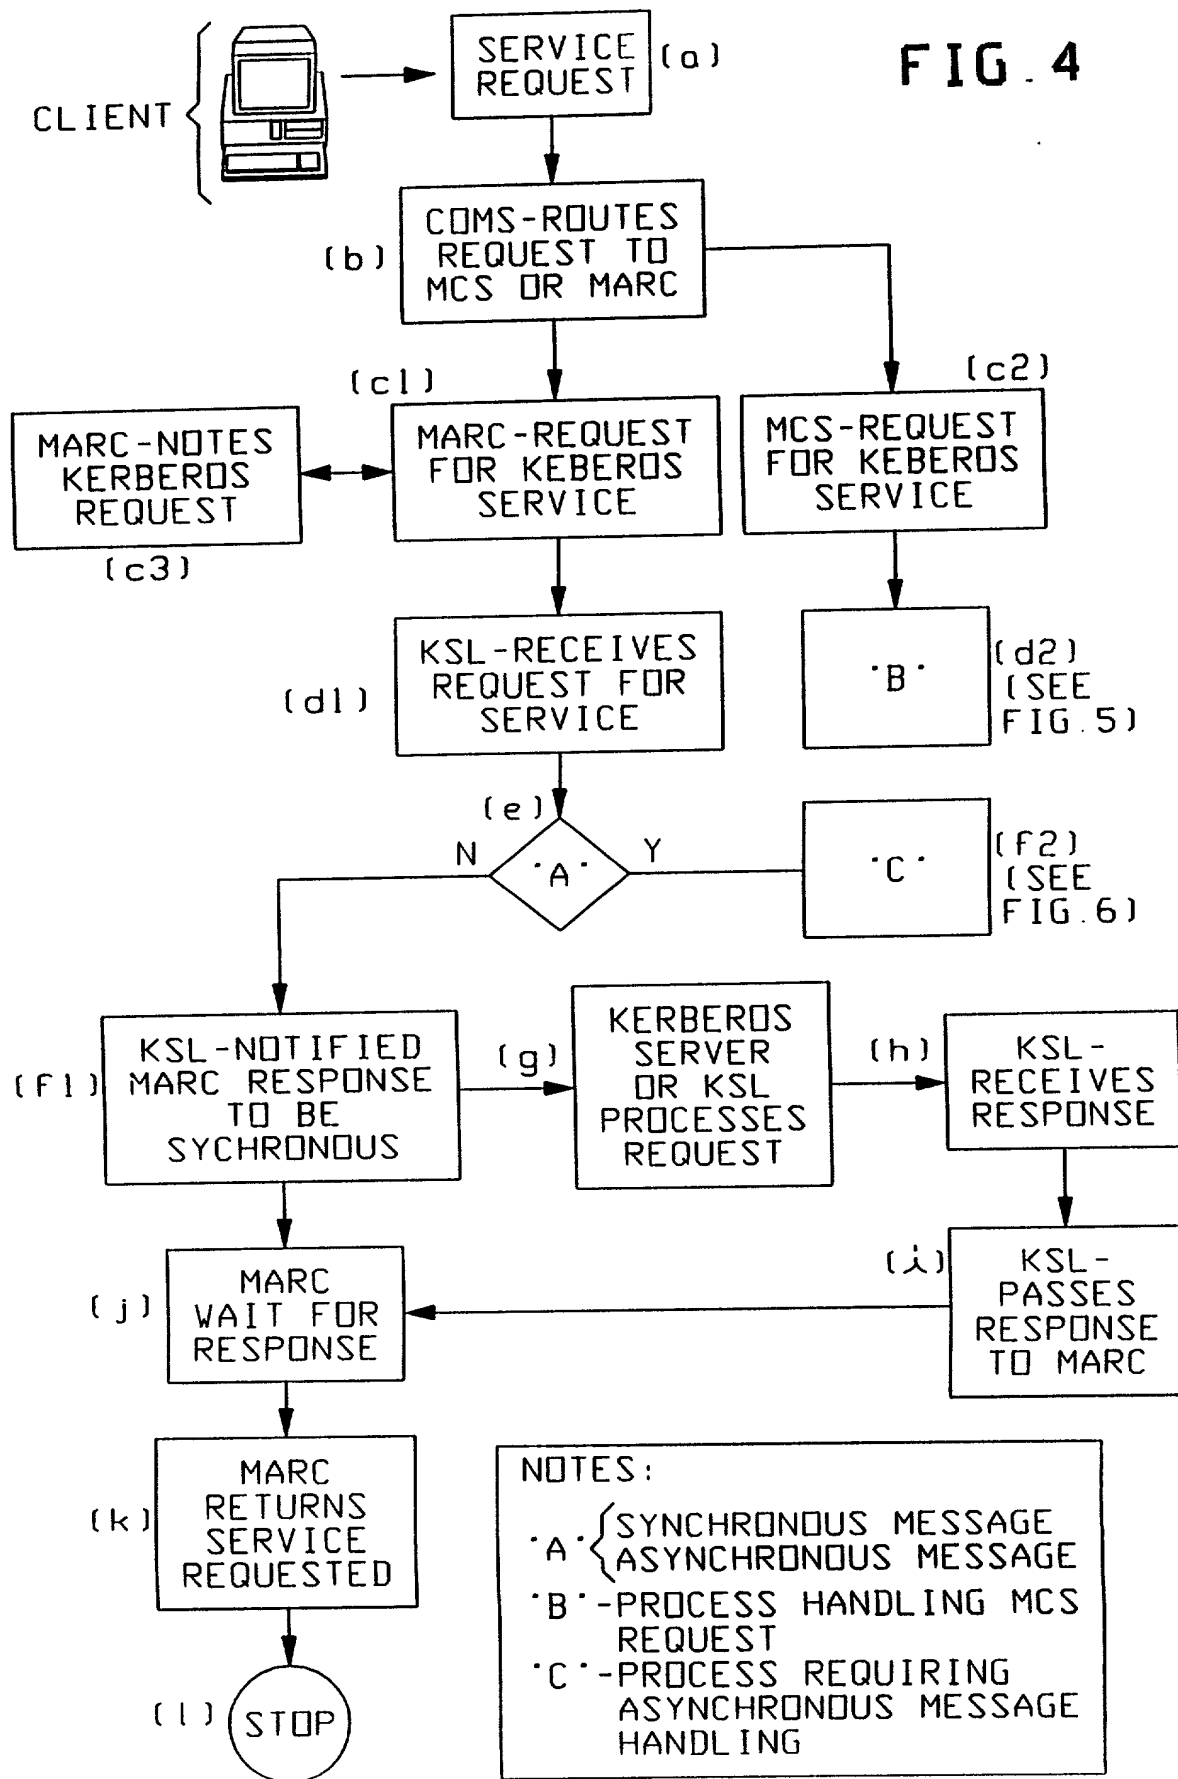 FIG.4
CLIENT
SERVICE
REQUEST
(a)
COMS-ROUTES
REQUEST TO
MCS OR MARC
(b)
(c1)
(c2)
MARC-NOTES
KERBEROS
REQUEST
(c3)
MARC-REQUEST
FOR KEBEROS
SERVICE
MCS-REQUEST
FOR KEBEROS
SERVICE
KSL-RECEIVES
REQUEST FOR
SERVICE
(d1)
"B"
(d2)
(SEE
FIG.5)
(e)
N
"A"
Y
"C"
(f2)
(SEE
FIG.6)
(f1)
KSL-NOTIFIED
MARC RESPONSE
TO BE
SYCHRONOUS
(g)
KERBEROS
SERVER
OR KSL
PROCESSES
REQUEST
(h)
KSL-
RECEIVES
RESPONSE
(i)
KSL-
PASSES
RESPONSE
TO MARC
(j)
MARC
WAIT FOR
RESPONSE
(k)
MARC
RETURNS
SERVICE
REQUESTED
(l)
STOP
NOTES:
"A" SYNCHRONOUS MESSAGE
ASYNCHRONOUS MESSAGE
"B"-PROCESS HANDLING MCS
REQUEST
"C"-PROCESS REQUIRING
ASYNCHRONOUS MESSAGE
HANDLING